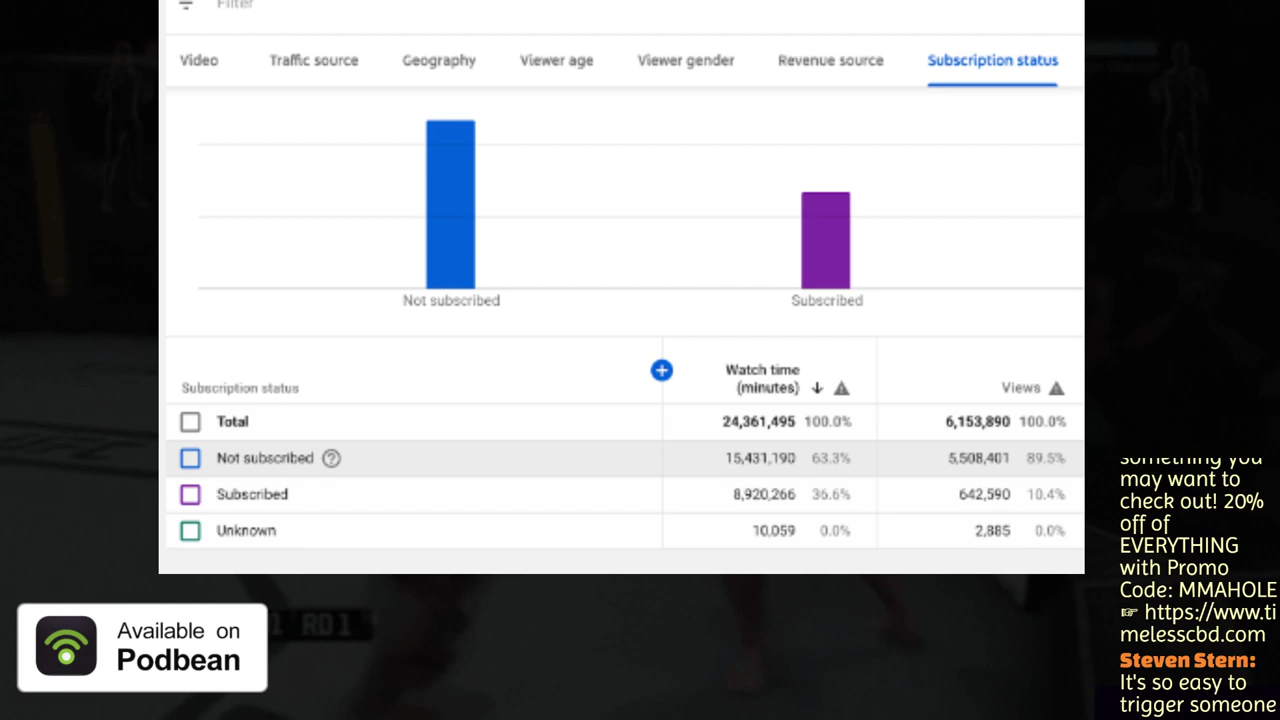 Filter
Video Traffic source Geography Viewer age Viewer gender Revenue source Subscription status
Not subscribed Subscribed
Watch time
Subscription status (minutes) Views
Total 24,361,495 100.0% 6,153,890 100.0%
Not subscribed 15,431,190 63.3% 5,508,401 89.5%
Subscribed 8,920,266 36.6% 642,590 10.4%
Unknown 10,059 0.0% 2,885 0.0%
something you
may want to
check out! 20%
off of
EVERYTHING
with Promo
Code: MMAHOLE
☞ https://www.ti
melesscbd.com
Steven Stern:
It's so easy to
trigger someone
1 RD1
Available on
Podbean